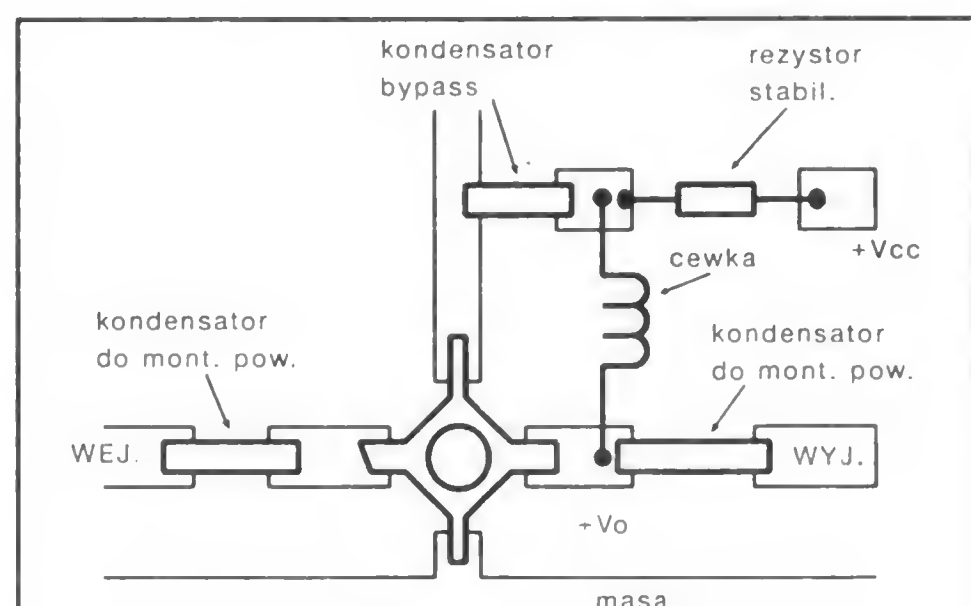 kondensator
bypass
rezystor
stabil.
+Vcc
cewka
kondensator
do mont. pow.
kondensator
do mont. pow.
WEJ.
WYJ.
+Vo
masa